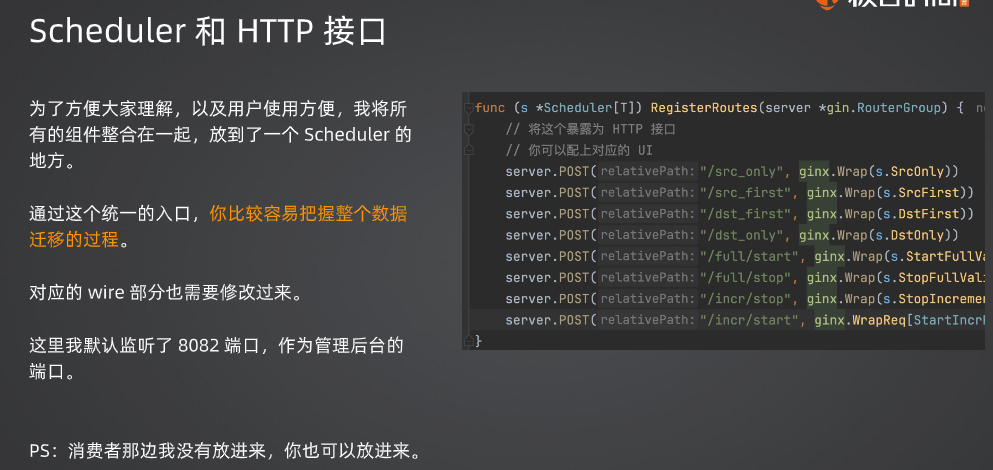 Scheduler 和 HTTP 接口
为了方便大家理解，以及用户使用方便，我将所
有的组件整合在一起，放到了一个 Scheduler 的
地方。
通过这个统一的入口，你比较容易把握整个数据
迁移的过程。
对应的 wire 部分也需要修改过来。
这里我默认监听了 8082 端口，作为管理后台的
端口。
PS：消费者那边我没有放进来，你也可以放进来。
func (s *Scheduler[T]) RegisterRoutes(server *gin.RouterGroup) {
// 将这个暴露为 HTTP 接口
// 你可以配上对应的 UI
server.POST( relativePath: "/src_only", ginx.Wrap(s.SrcOnly))
server.POST( relativePath: "/src_first", ginx.Wrap(s.SrcFirst))
server.POST( relativePath: "/dst_first", ginx.Wrap(s.DstFirst))
server.POST( relativePath: "/dst_only", ginx.Wrap(s.DstOnly))
server.POST( relativePath: "/full/start", ginx.Wrap(s.StartFullVa
server.POST( relativePath: "/full/stop", ginx.Wrap(s.StopFullVali
server.POST( relativePath: "/incr/stop", ginx.Wrap(s.StopIncremen
server.POST( relativePath: "/incr/start", ginx.WrapReq[StartIncr
}